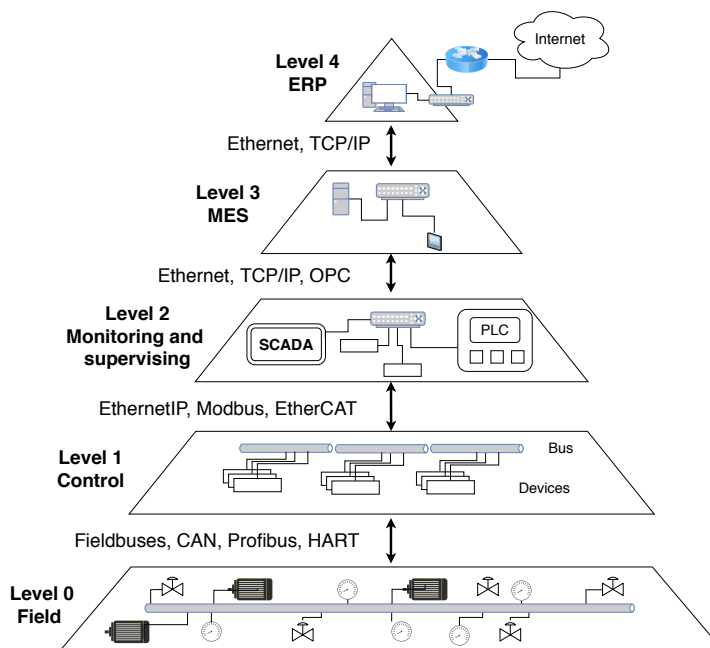 Internet
Level 4
ERP
Ethernet, TCP/IP
Level 3
MES
Ethernet, TCP/IP, OPC
Level 2
Monitoring and
supervising
SCADA
PLC
EthernetIP, Modbus, EtherCAT
Level 1
Control
Bus
Devices
Fieldbuses, CAN, Profibus, HART
Level 0
Field